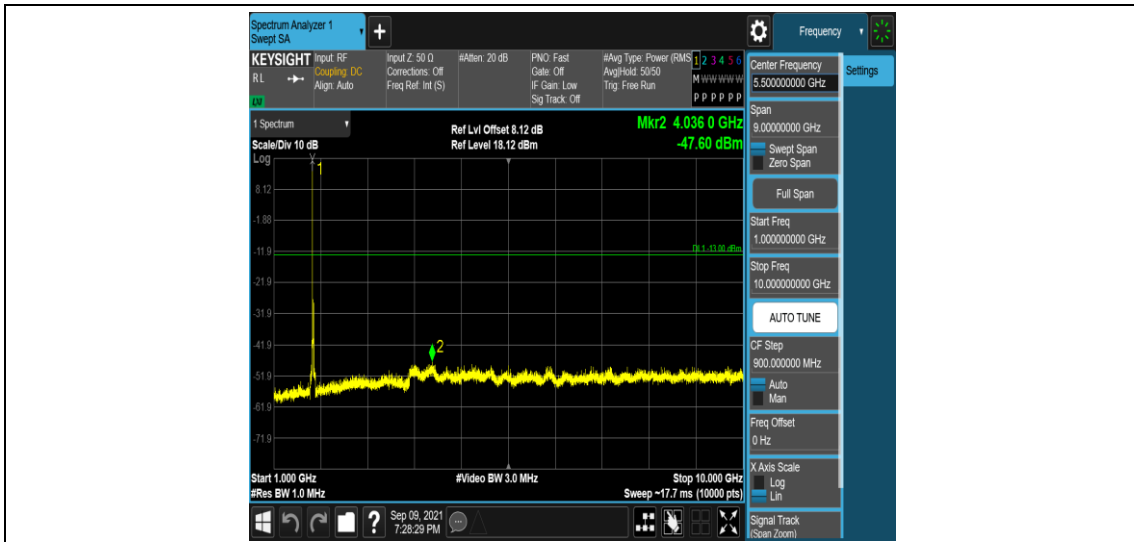 Spectrum Analyzer 1
Swept SA
Frequency
KEYSIGHT
RL
LXI
Input: RF
Coupling: DC
Align: Auto
Input Z: 50 Ω
Corrections: Off
Freq Ref: Int (S)
#Atten: 20 dB
PNO: Fast
Gate: Off
IF Gain: Low
Sig Track: Off
#Avg Type: Power (RMS
Avg|Hold: 50/50
Trig: Free Run
1 2 3 4 5 6
M W W W W W
P P P P P P
1 Spectrum
Scale/Div 10 dB
Log
Ref Lvl Offset 8.12 dB
Ref Level 18.12 dBm
Mkr2 4.036 0 GHz
-47.60 dBm
1
8.12
-1.88
-11.9
DL1 -13.00 dBm
-21.9
-31.9
-41.9
2
-51.9
-61.9
-71.9
Start 1.000 GHz
#Res BW 1.0 MHz
#Video BW 3.0 MHz
Stop 10.000 GHz
Sweep ~17.7 ms (10000 pts)
?
Sep 09, 2021
7:28:29 PM
Center Frequency
5.500000000 GHz
Settings
Span
9.00000000 GHz
Swept Span
Zero Span
Full Span
Start Freq
1.000000000 GHz
Stop Freq
10.000000000 GHz
AUTO TUNE
CF Step
900.000000 MHz
Auto
Man
Freq Offset
0 Hz
X Axis Scale
Log
Lin
Signal Track
(Span Zoom)